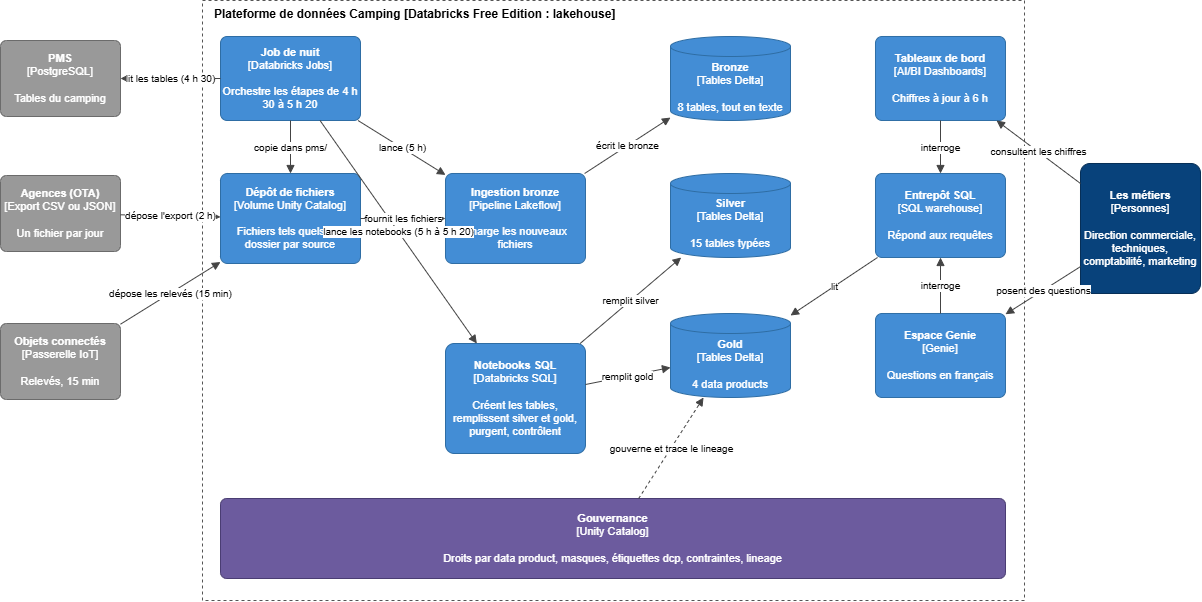 Plateforme de données Camping [Databricks Free Edition : lakehouse]
PMS
[PostgreSQL]
Tables du camping
lit les tables (4 h 30)
Job de nuit
[Databricks Jobs]
Orchestre les étapes de 4 h
30 à 5 h 20
Bronze
[Tables Delta]
8 tables, tout en texte
Tableaux de bord
[AI/BI Dashboards]
Chiffres à jour à 6 h
copie dans pms/
lance (5 h)
écrit le bronze
interroge
consultent les chiffres
Agences (OTA)
[Export CSV ou JSON]
Un fichier par jour
dépose l'export (2 h)
Dépôt de fichiers
[Volume Unity Catalog]
Fichiers tels quels
dossier par source
fournit les fichiers
lance les notebooks (5 h à 5 h 20)
Ingestion bronze
[Pipeline Lakeflow]
arge les nouveaux
fichiers
Silver
[Tables Delta]
15 tables typées
Entrepôt SQL
[SQL warehouse]
Répond aux requêtes
Les métiers
[Personnes]
Direction commerciale,
techniques,
comptabilité, marketing
dépose les relevés (15 min)
remplit silver
lit
interroge
posent des questions
Objets connectés
[Passerelle IoT]
Relevés, 15 min
Notebooks SQL
[Databricks SQL]
Créent les tables,
remplissent silver et gold,
purgent, contrôlent
remplit gold
Gold
[Tables Delta]
4 data products
Espace Genie
[Genie]
Questions en français
gouverne et trace le lineage
Gouvernance
[Unity Catalog]
Droits par data product, masques, étiquettes dcp, contraintes, lineage